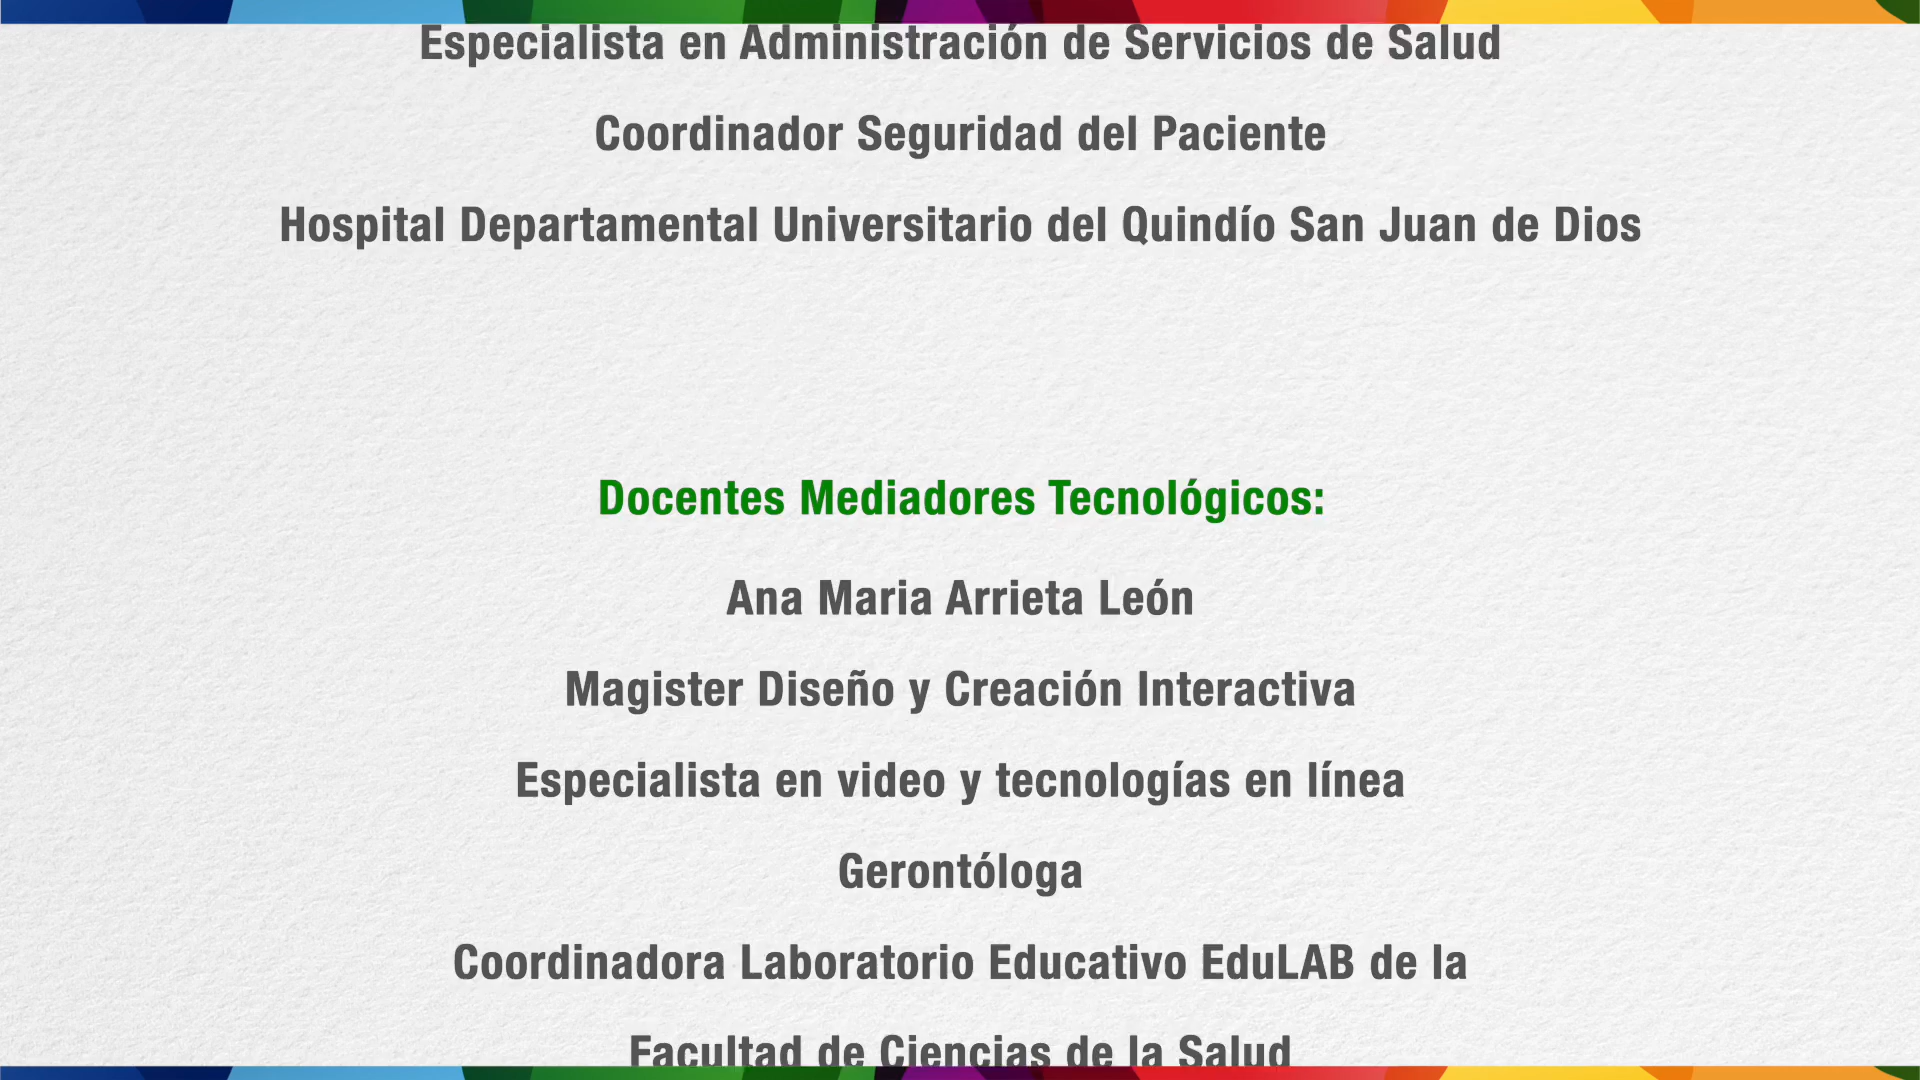 Especialista en Administración de Servicios de Salud
Coordinador Seguridad del Paciente
Hospital Departamental Universitario del Quindío San Juan de Dios
Docentes Mediadores Tecnológicos:
Ana Maria Arrieta León
Magister Diseño y Creación Interactiva
Especialista en video y tecnologías en línea
Gerontóloga
Coordinadora Laboratorio Educativo EduLAB de la
Facultad de Ciencias de la Salud